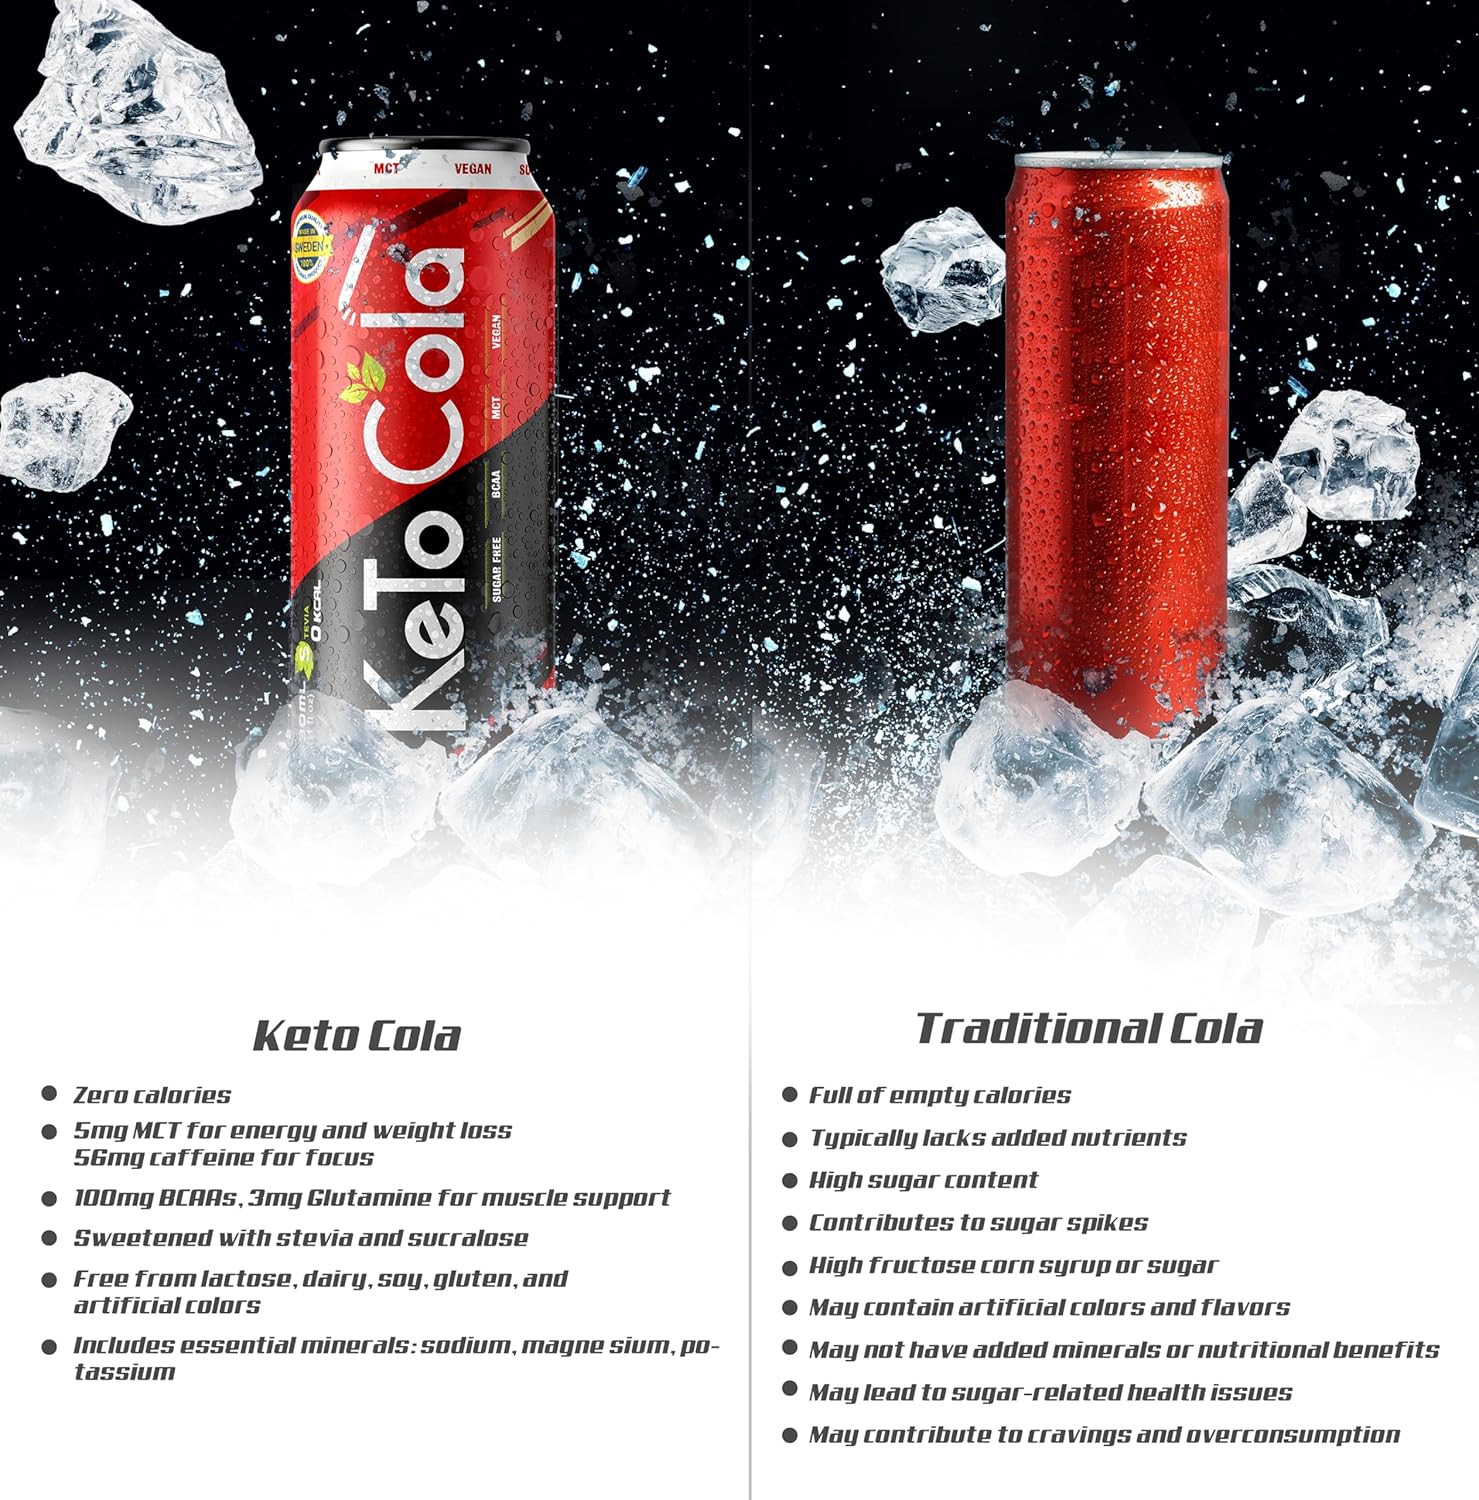 MCT VEGAN
MADE IN
SWEDEN
100%
KeTo Cola
SUGAR FREE BCAA MCT VEGAN
STEVIA
0 KCAL
Keto Cola
Zero calories
5mg MCT for energy and weight loss
56mg caffeine for focus
100mg BCAAs, 3mg Glutamine for muscle support
Sweetened with stevia and sucralose
Free from lactose, dairy, soy, gluten, and
artificial colors
Includes essential minerals: sodium, magne sium, po-
tassium
Traditional Cola
Full of empty calories
Typically lacks added nutrients
High sugar content
Contributes to sugar spikes
High fructose corn syrup or sugar
May contain artificial colors and flavors
May not have added minerals or nutritional benefits
May lead to sugar-related health issues
May contribute to cravings and overconsumption